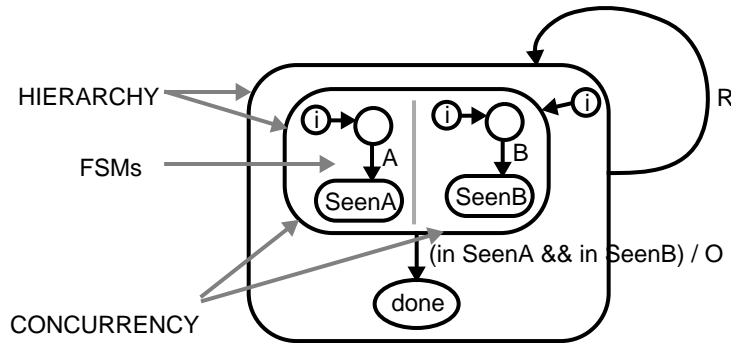 HIERARCHY
i
i
i
R
FSMs
A
B
SeenA
SeenB
(in SeenA && in SeenB) / O
done
CONCURRENCY